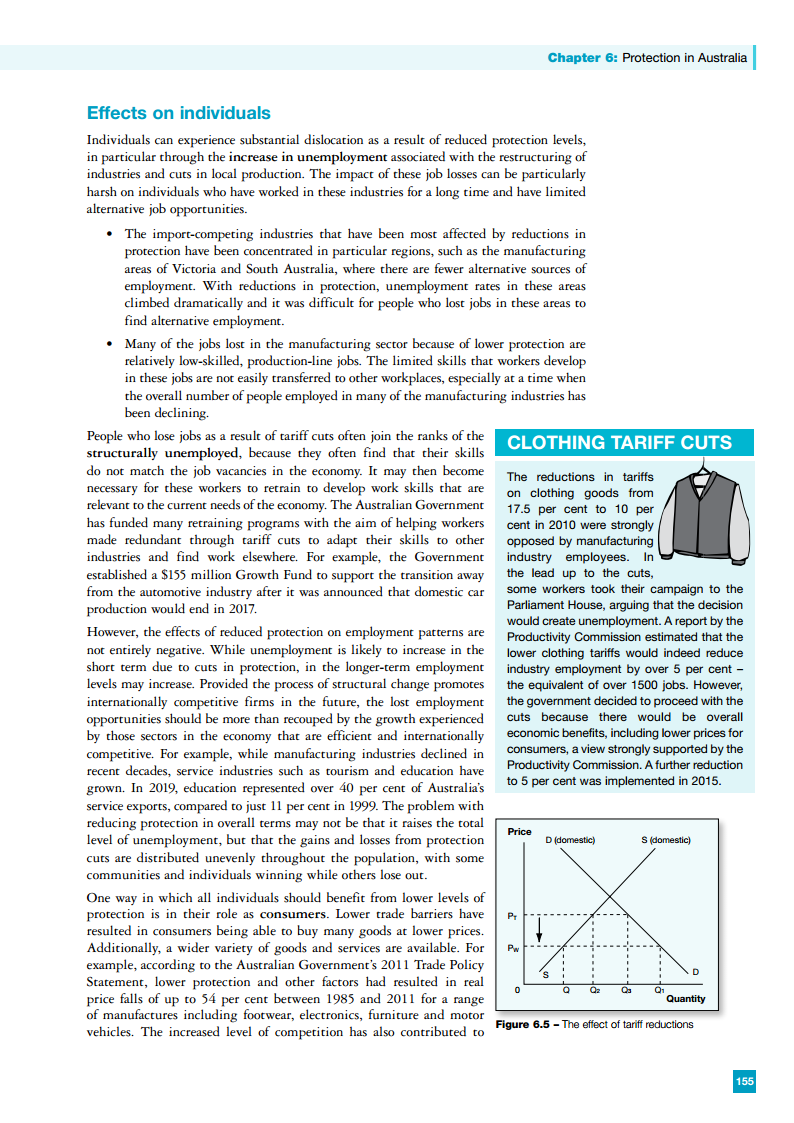 Chapter 6: Protection in Australia
Effects on individuals
Individuals can experience substantial dislocation as a result of reduced protection levels,
in particular through the increase in unemployment associated with the restructuring of
industries and cuts in local production. The impact of these job losses can be particularly
harsh on individuals who have worked in these industries for a long time and have limited
alternative job opportunities.
• The import-competing industries that have been most affected by reductions in
protection have been concentrated in particular regions, such as the manufacturing
areas of Victoria and South Australia, where there are fewer alternative sources of
employment. With reductions in protection, unemployment rates in these areas
climbed dramatically and it was difficult for people who lost jobs in these areas to
find alternative employment.
• Many of the jobs lost in the manufacturing sector because of lower protection are
relatively low-skilled, production-line jobs. The limited skills that workers develop
in these jobs are not easily transferred to other workplaces, especially at a time when
the overall number of people employed in many of the manufacturing industries has
been declining.
People who lose jobs as a result of tariff cuts often join the ranks of the
structurally unemployed, because they often find that their skills
do not match the job vacancies in the economy. It may then become
necessary for these workers to retrain to develop work skills that are
relevant to the current needs of the economy. The Australian Government
has funded many retraining programs with the aim of helping workers
made redundant through tariff cuts to adapt their skills to other
industries and find work elsewhere. For example, the Government
established a $155 million Growth Fund to support the transition away
from the automotive industry after it was announced that domestic car
production would end in 2017.
However, the effects of reduced protection on employment patterns are
not entirely negative. While unemployment is likely to increase in the
short term due to cuts in protection, in the longer-term employment
levels may increase. Provided the process of structural change promotes
internationally competitive firms in the future, the lost employment
opportunities should be more than recouped by the growth experienced
by those sectors in the economy that are efficient and internationally
competitive. For example, while manufacturing industries declined in
recent decades, service industries such as tourism and education have
grown. In 2019, education represented over 40 per cent of Australia's
service exports, compared to just 11 per cent in 1999. The problem with
reducing protection in overall terms may not be that it raises the total
level of unemployment, but that the gains and losses from protection
cuts are distributed unevenly throughout the population, with some
communities and individuals winning while others lose out.
One way in which all individuals should benefit from lower levels of
protection is in their role as consumers. Lower trade barriers have
resulted in consumers being able to buy many goods at lower prices.
Additionally, a wider variety of goods and services are available. For
example, according to the Australian Government's 2011 Trade Policy
Statement, lower protection and other factors had resulted in real
price falls of up to 54 per cent between 1985 and 2011 for a range
of manufactures including footwear, electronics, furniture and motor
vehicles. The increased level of competition has also contributed to
CLOTHING TARIFF CUTS
The reductions in tariffs
on clothing goods from
17.5 per cent to 10 per
cent in 2010 were strongly
opposed by manufacturing
industry employees. In
the lead up to the cuts,
some workers took their campaign to the
Parliament House, arguing that the decision
would create unemployment. A report by the
Productivity Commission estimated that the
lower clothing tariffs would indeed reduce
industry employment by over 5 per cent –
the equivalent of over 1500 jobs. However,
the government decided to proceed with the
cuts because there would be overall
economic benefits, including lower prices for
consumers, a view strongly supported by the
Productivity Commission. A further reduction
to 5 per cent was implemented in 2015.
Price
D (domestic) S (domestic)
PT
PW
S D
0 Q Q2 Q3 Q1
Quantity
Figure 6.5 – The effect of tariff reductions
155